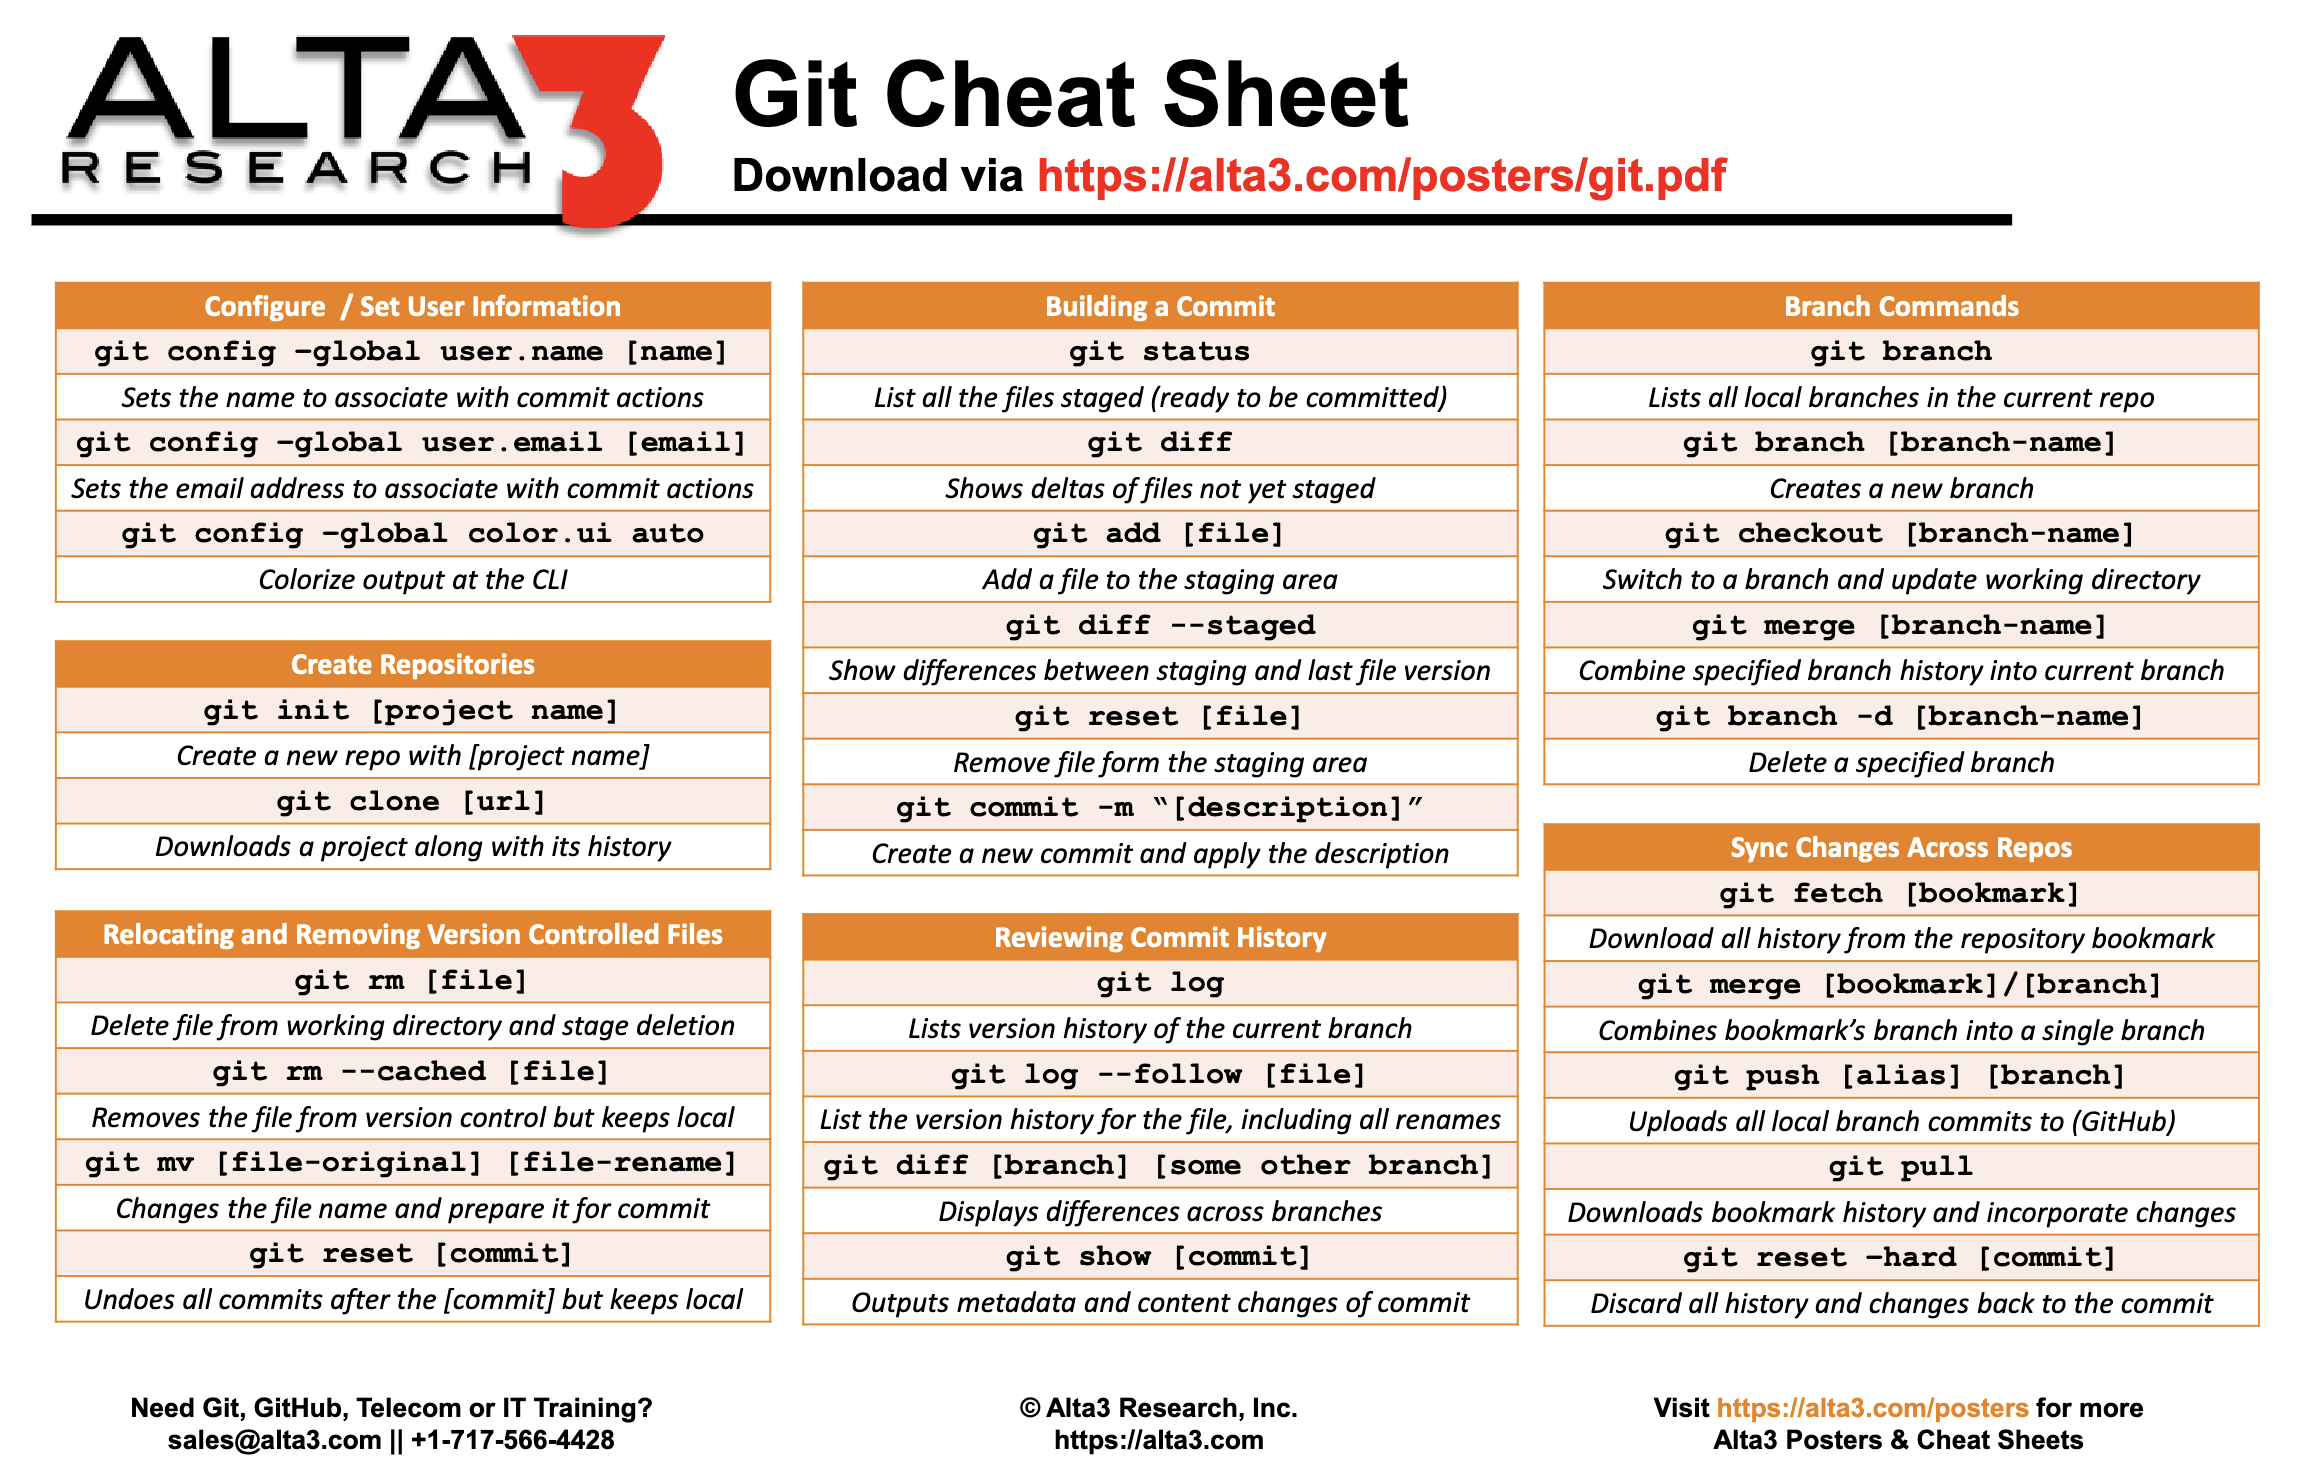 ALTA3
RESEARCH
Git Cheat Sheet
Download via https://alta3.com/posters/git.pdf
Configure / Set User Information
git config –global user.name [name]
Sets the name to associate with commit actions
git config –global user.email [email]
Sets the email address to associate with commit actions
git config –global color.ui auto
Colorize output at the CLI
Create Repositories
git init [project name]
Create a new repo with [project name]
git clone [url]
Downloads a project along with its history
Relocating and Removing Version Controlled Files
git rm [file]
Delete file from working directory and stage deletion
git rm --cached [file]
Removes the file from version control but keeps local
git mv [file-original] [file-rename]
Changes the file name and prepare it for commit
git reset [commit]
Undoes all commits after the [commit] but keeps local
Building a Commit
git status
List all the files staged (ready to be committed)
git diff
Shows deltas of files not yet staged
git add [file]
Add a file to the staging area
git diff --staged
Show differences between staging and last file version
git reset [file]
Remove file form the staging area
git commit -m “[description]”
Create a new commit and apply the description
Reviewing Commit History
git log
Lists version history of the current branch
git log --follow [file]
List the version history for the file, including all renames
git diff [branch] [some other branch]
Displays differences across branches
git show [commit]
Outputs metadata and content changes of commit
Branch Commands
git branch
Lists all local branches in the current repo
git branch [branch-name]
Creates a new branch
git checkout [branch-name]
Switch to a branch and update working directory
git merge [branch-name]
Combine specified branch history into current branch
git branch -d [branch-name]
Delete a specified branch
Sync Changes Across Repos
git fetch [bookmark]
Download all history from the repository bookmark
git merge [bookmark]/[branch]
Combines bookmark’s branch into a single branch
git push [alias] [branch]
Uploads all local branch commits to (GitHub)
git pull
Downloads bookmark history and incorporate changes
git reset –hard [commit]
Discard all history and changes back to the commit
Need Git, GitHub, Telecom or IT Training?
sales@alta3.com || +1-717-566-4428
© Alta3 Research, Inc.
https://alta3.com
Visit https://alta3.com/posters for more
Alta3 Posters & Cheat Sheets